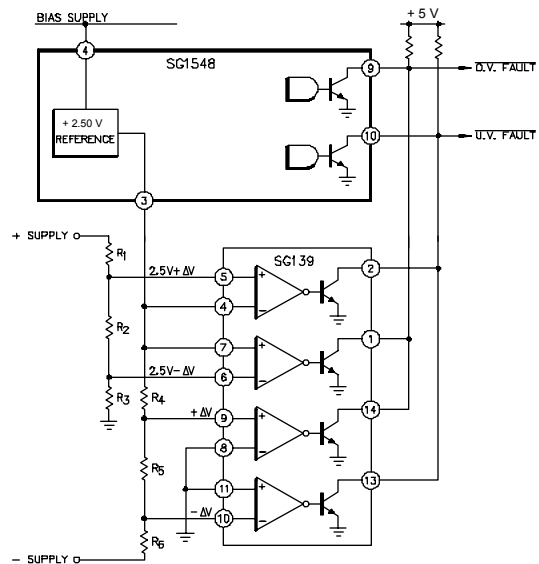 BIAS SUPPLY
+ 5 V
4
SG1548
9
O.V. FAULT
+ 2.50 V
REFERENCE
10
U.V. FAULT
3
+ SUPPLY
R1
SG139
2.5V+ ΔV
5
+
2
4
-
R2
7
+
1
2.5V- ΔV
6
-
R3
R4
14
+ ΔV
9
+
8
-
R5
13
11
+
- ΔV
10
-
R6
- SUPPLY